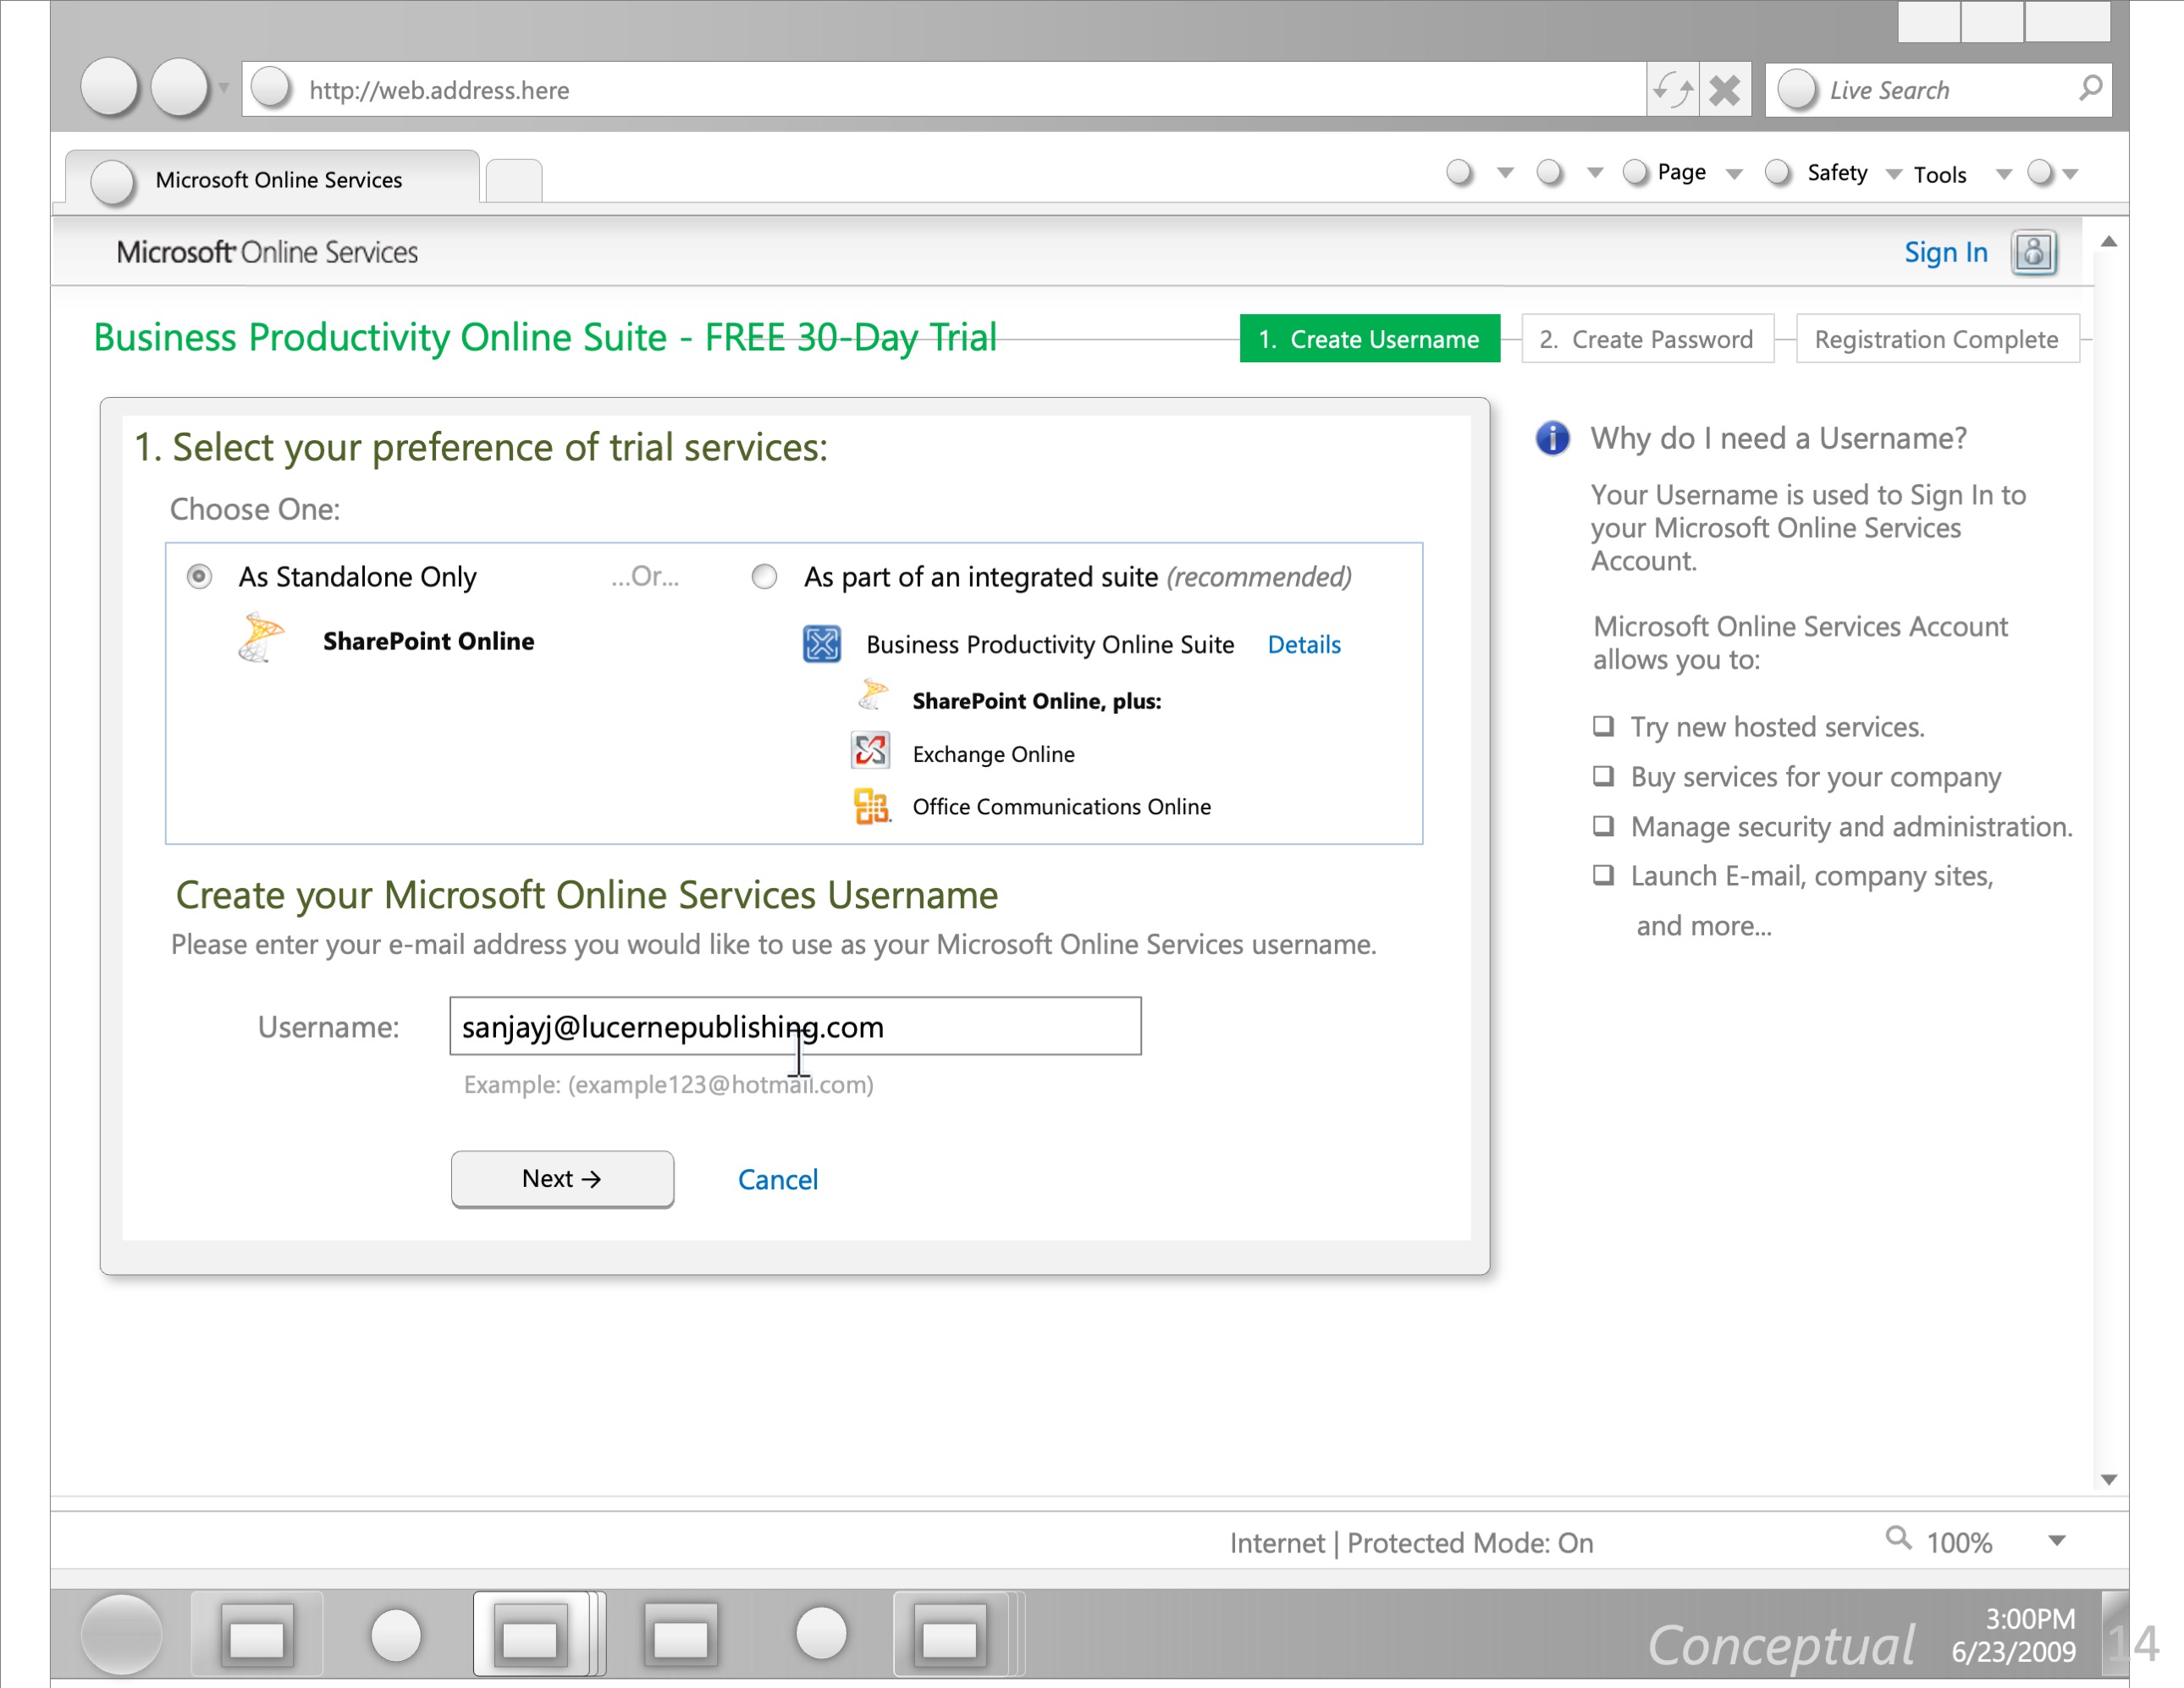 http://web.address.here
Live Search
Microsoft Online Services
Page
Safety
Tools
Microsoft Online Services
Sign In
Business Productivity Online Suite - FREE 30-Day Trial
1. Create Username
2. Create Password
Registration Complete
1. Select your preference of trial services:
Choose One:
As Standalone Only
...Or...
As part of an integrated suite (recommended)
SharePoint Online
Business Productivity Online Suite Details
SharePoint Online, plus:
Exchange Online
Office Communications Online
Create your Microsoft Online Services Username
Please enter your e-mail address you would like to use as your Microsoft Online Services username.
Username: sanjayj@lucernepublishing.com
Example: (example123@hotmail.com)
Next →
Cancel
Why do I need a Username?
Your Username is used to Sign In to
your Microsoft Online Services
Account.
Microsoft Online Services Account
allows you to:
❑ Try new hosted services.
❑ Buy services for your company
❑ Manage security and administration.
❑ Launch E-mail, company sites,
and more...
Internet | Protected Mode: On
100%
Conceptual
3:00PM
6/23/2009
14